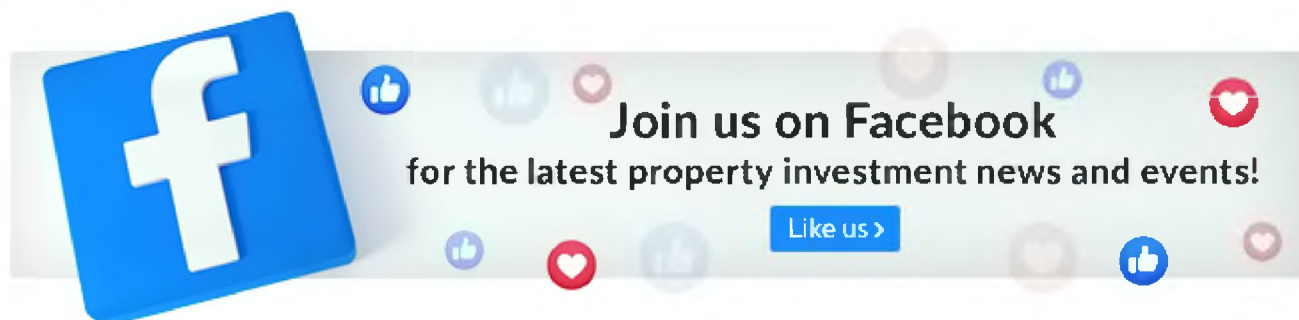 Join us on Facebook
for the latest property investment news and events!
Like us >